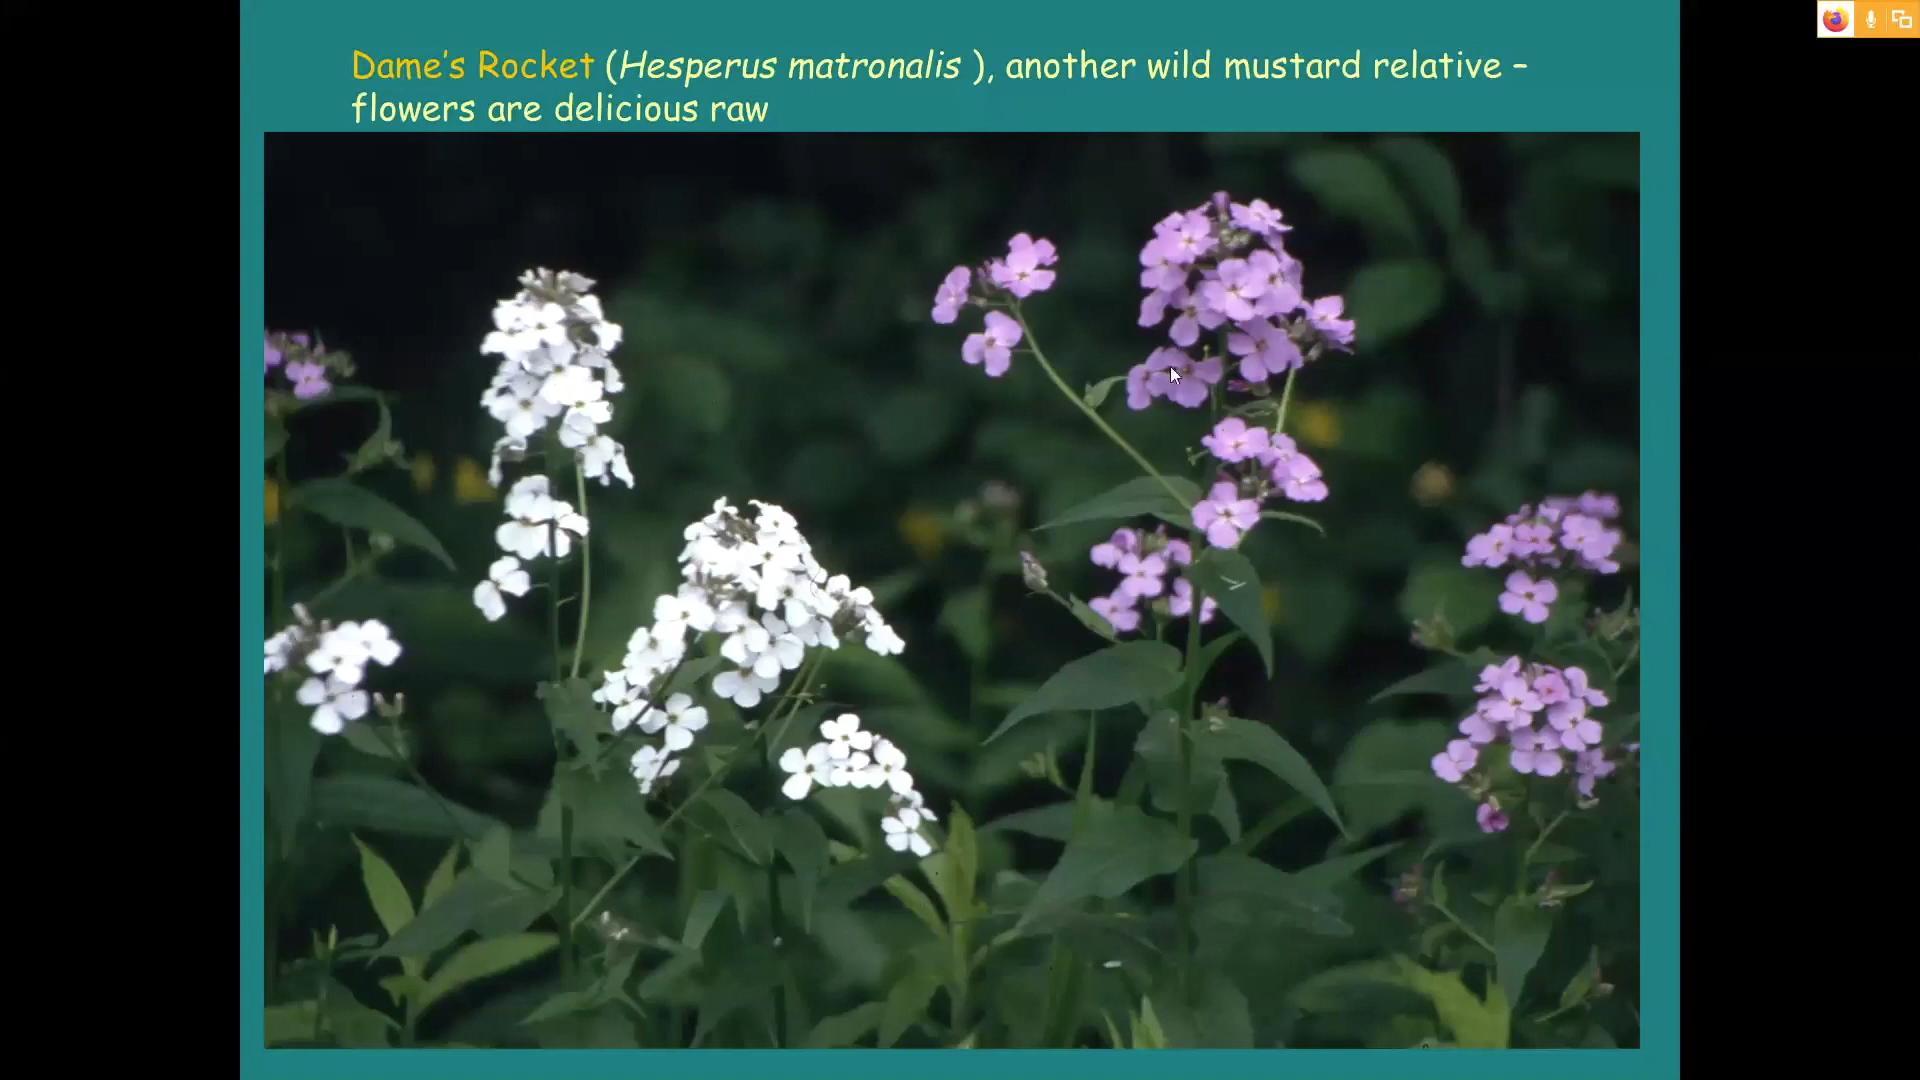 Dame's Rocket (Hesperus matronalis ), another wild mustard relative –
flowers are delicious raw